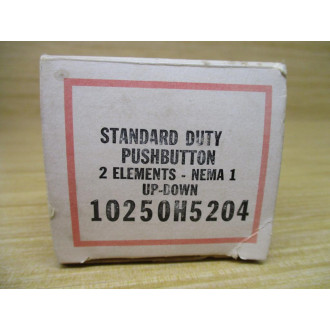 STANDARD DUTY
PUSHBUTTON
2 ELEMENTS - NEMA 1
UP-DOWN
10250H5204